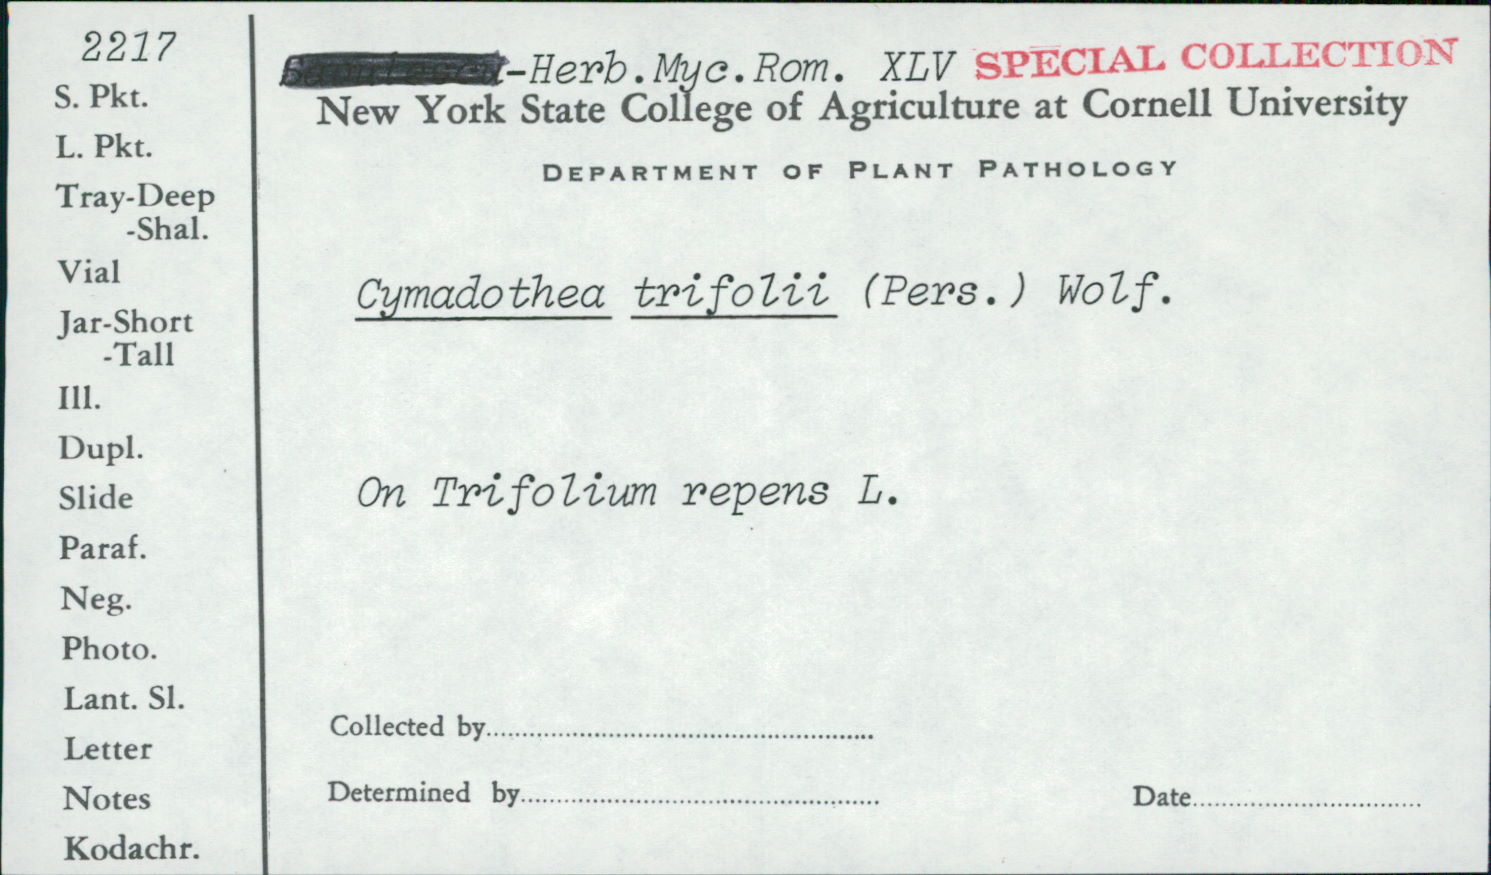 2217
S. Pkt.
L. Pkt.
Tray-Deep
-Shal.
Vial
Jar-Short
-Tall
Ill.
Dupl.
Slide
Paraf.
Neg.
Photo.
Lant. Sl.
Letter
Notes
Kodachr.
-Herb.Myc.Rom. XLV SPECIAL COLLECTION
New York State College of Agriculture at Cornell University
DEPARTMENT OF PLANT PATHOLOGY
Cymadothea trifolii (Pers.) Wolf.
On Trifolium repens L.
Collected by
Determined by
Date